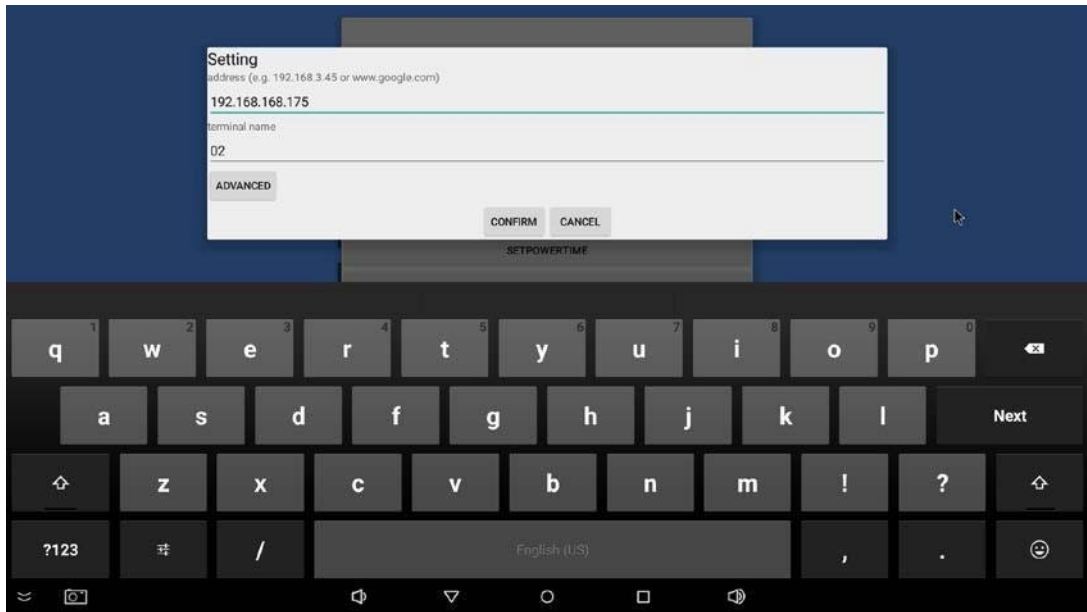 Setting
address (e.g. 192.168.3.45 or www.google.com)
192.168.168.175
terminal name
02
ADVANCED
CONFIRM CANCEL
SETPOWERTIME
1 2 3 4 5 6 7 8 9 0
q w e r t y u i o p
a s d f g h j k l Next
z x c v b n m ! ?
?123 / English (US) , .